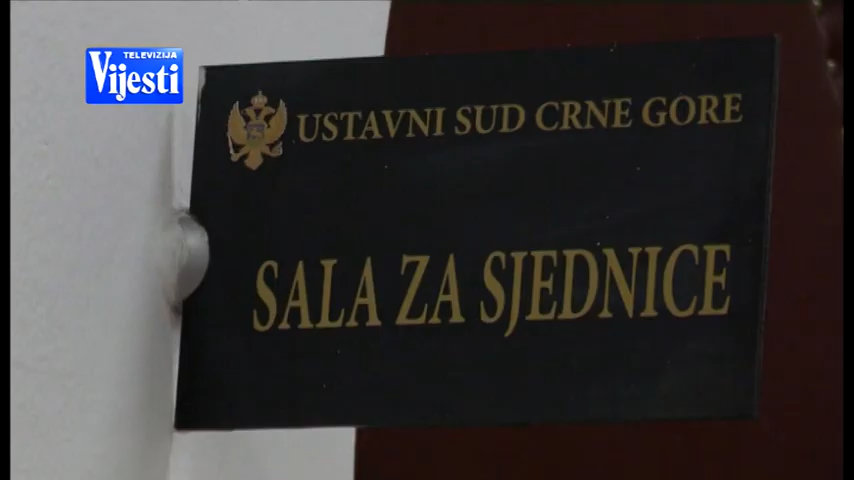 TELEVIZIJA
Vijesti
USTAVNI SUD CRNE GORE
SALA ZA SJEDNICE